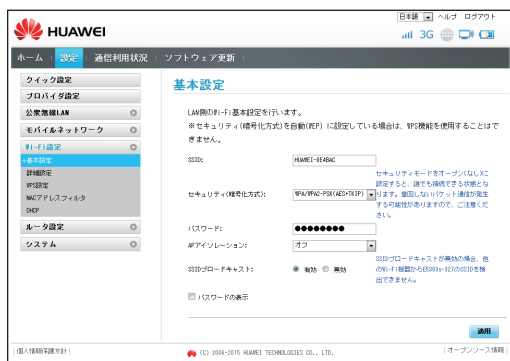 日本語 ヘルプ ログアウト
HUAWEI
3G
ホーム 設定 通信利用状況 ソフトウェア更新
クイック設定
プロバイダ設定
公衆無線LAN
モバイルネットワーク
Wi-Fi設定
基本設定
詳細設定
WPS設定
MACアドレスフィルタ
DHCP
ルータ設定
システム
基本設定
LAN側のWi-Fi基本設定を行います。
※セキュリティ(暗号化方式)を自動(WEP)に設定している場合は、WPS機能を使用することはで
きません。
SSID: HUAWEI-8E4BAC
セキュリティ(暗号化方式): WPA/WPA2-PSK(AES+TKIP)
セキュリティモードをオープン(なし)に
設定すると、誰でも接続できる状態とな
ります。意図しないパケット通信が発生
する可能性がありますので、ご注意くだ
さい。
パスワード: ●●●●●●●●
APアイソレーション: オフ
SSIDブロードキャスト: 有効 無効
SSIDブロードキャストが無効の場合、他
のWi-Fi機器からE5383s-327のSSIDを検
出できません。
パスワードの表示
適用
個人情報保護方針 (C) 2006-2015 HUAWEI TECHNOLOGIES CO., LTD. オープンソース情報